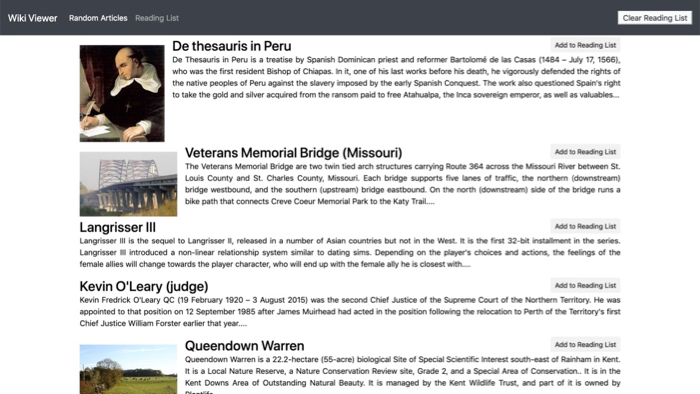 Wiki Viewer Random Articles Reading List Clear Reading List
De thesauris in Peru Add to Reading List
De Thesauris in Peru is a treatise by Spanish Dominican priest and reformer Bartolomé de las Casas (1484 – July 17, 1566),
who was the first resident Bishop of Chiapas. In it, one of his last works before his death, he vigorously defended the rights of
the native peoples of Peru against the slavery imposed by the early Spanish Conquest. The work also questioned Spain's right
to take the gold and silver acquired from the ransom paid to free Atahualpa, the Inca sovereign emperor, as well as valuables...
Veterans Memorial Bridge (Missouri) Add to Reading List
The Veterans Memorial Bridge are two twin tied arch structures carrying Route 364 across the Missouri River between St.
Louis County and St. Charles County, Missouri. Each bridge supports five lanes of traffic, the northern (downstream)
bridge westbound, and the southern (upstream) bridge eastbound. On the north (downstream) side of the bridge runs a
bike path that connects Creve Coeur Memorial Park to the Katy Trail....
Langrisser III Add to Reading List
Langrisser III is the sequel to Langrisser II, released in a number of Asian countries but not in the West. It is the first 32-bit installment in the series.
Langrisser III introduced a non-linear relationship system similar to dating sims. Depending on the player's choices and actions, the feelings of the
female allies will change towards the player character, who will end up with the female ally he is closest with....
Kevin O'Leary (judge) Add to Reading List
Kevin Fredrick O'Leary QC (19 February 1920 – 3 August 2015) was the second Chief Justice of the Supreme Court of the Northern Territory. He was
appointed to that position on 12 September 1985 after James Muirhead had acted in the position following the relocation to Perth of the Territory's first
Chief Justice William Forster earlier that year....
Queendown Warren Add to Reading List
Queendown Warren is a 22.2-hectare (55-acre) biological Site of Special Scientific Interest south-east of Rainham in Kent.
It is a Local Nature Reserve, a Nature Conservation Review site, Grade 2, and a Special Area of Conservation.. It is in the
Kent Downs Area of Outstanding Natural Beauty. It is managed by the Kent Wildlife Trust, and part of it is owned by